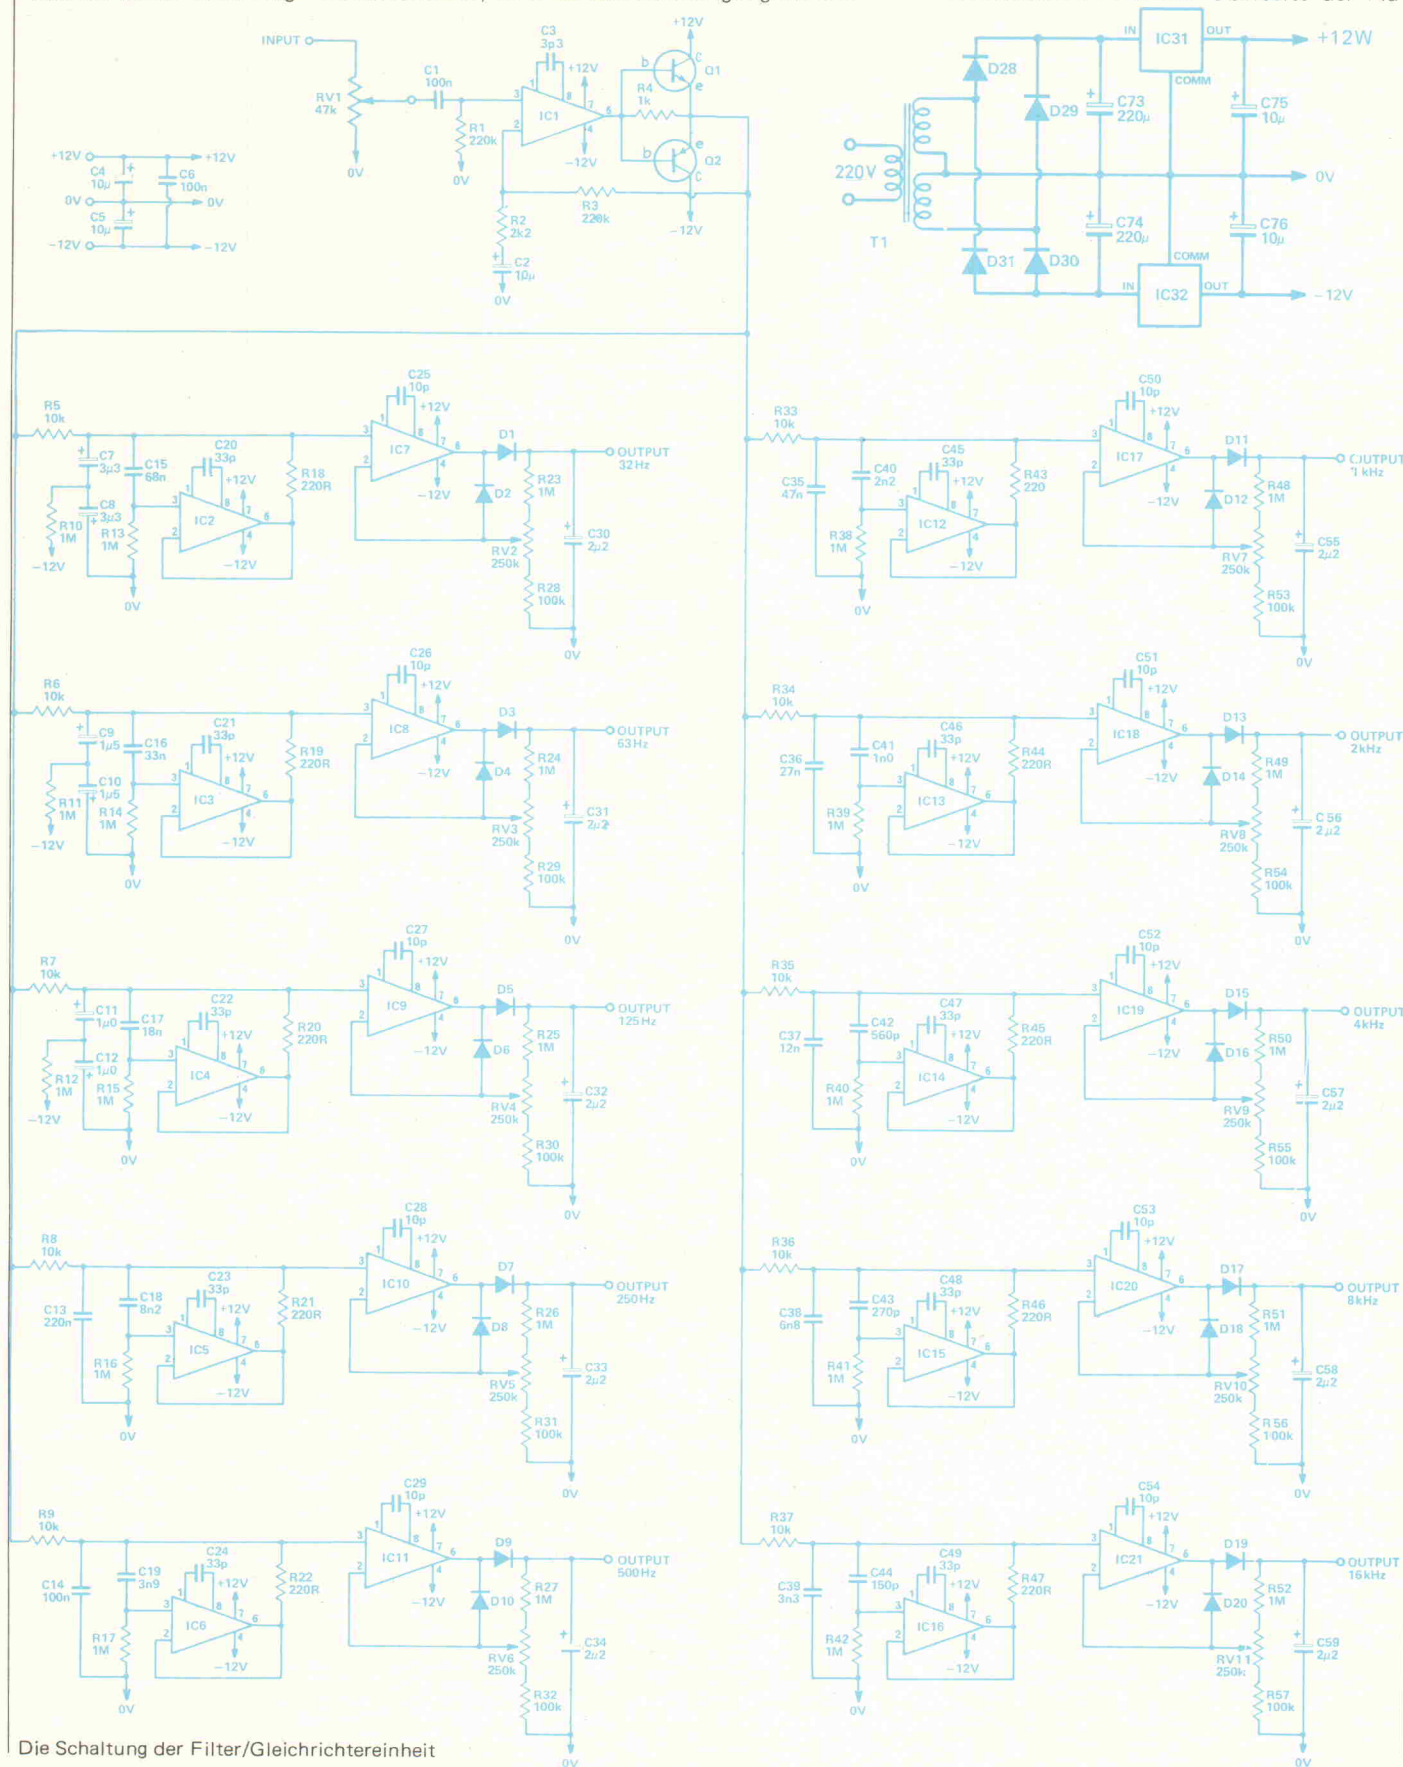 INPUT
RV1
47k
0V
C1
100n
R1
220k
0V
C3
3p3
+12V
1
8
3
7
IC1
6
2
4
−12V
R2
2k2
C2
10μ
0V
R3
220k
R4
1k
+12V
b
c
Q1
e
e
b
Q2
c
−12V
+12V
+12V
C4
10μ
C6
100n
0V
0V
C5
10μ
−12V
−12V
220V
T1
D28
D29
D31
D30
C73
220μ
C74
220μ
IN
IC31
OUT
COMM
COMM
IN
IC32
OUT
C75
10μ
C76
10μ
+12W
0V
−12V
R5
10k
C7
3μ3
C8
3μ3
R10
1M
−12V
C15
68n
R13
1M
0V
C20
33p
+12V
IC2
−12V
R18
220R
C25
10p
+12V
IC7
−12V
D1
D2
R23
1M
RV2
250k
R28
100k
C30
2μ2
0V
OUTPUT
32Hz
R33
10k
C35
47n
C40
2n2
R38
1M
0V
C45
33p
+12V
IC12
−12V
R43
220
C50
10p
+12V
IC17
−12V
D11
D12
R48
1M
RV7
250k
R53
100k
C55
2μ2
0V
OUTPUT
1 kHz
R6
10k
C9
1μ5
C10
1μ5
R11
1M
−12V
C16
33n
R14
1M
0V
C21
33p
+12V
IC3
−12V
R19
220R
C26
10p
+12V
IC8
−12V
D3
D4
R24
1M
RV3
250k
R29
100k
C31
2μ2
0V
OUTPUT
63Hz
R34
10k
C36
27n
C41
1n0
R39
1M
0V
C46
33p
+12V
IC13
−12V
R44
220R
C51
10p
+12V
IC18
−12V
D13
D14
R49
1M
RV8
250k
R54
100k
C56
2μ2
0V
OUTPUT
2kHz
R7
10k
C11
1μ0
C12
1μ0
R12
1M
−12V
C17
18n
R15
1M
0V
C22
33p
+12V
IC4
−12V
R20
220R
C27
10p
+12V
IC9
−12V
D5
D6
R25
1M
RV4
250k
R30
100k
C32
2μ2
0V
OUTPUT
125Hz
R35
10k
C37
12n
C42
560p
R40
1M
0V
C47
33p
+12V
IC14
−12V
R45
220R
C52
10p
+12V
IC19
−12V
D15
D16
R50
1M
RV9
250k
R55
100k
C57
2μ2
0V
OUTPUT
4kHz
R8
10k
C13
220n
C18
8n2
R16
1M
0V
C23
33p
+12V
IC5
−12V
R21
220R
C28
10p
+12V
IC10
−12V
D7
D8
R26
1M
RV5
250k
R31
100k
C33
2μ2
0V
OUTPUT
250Hz
R36
10k
C38
6n8
C43
270p
R41
1M
0V
C48
33p
+12V
IC15
−12V
R46
220R
C53
10p
+12V
IC20
−12V
D17
D18
R51
1M
RV10
250k
R56
100k
C58
2μ2
0V
OUTPUT
8kHz
R9
10k
C14
100n
C19
3n9
R17
1M
0V
C24
33p
+12V
IC6
−12V
R22
220R
C29
10p
+12V
IC11
−12V
D9
D10
R27
1M
RV6
250k
R32
100k
C34
2μ2
0V
OUTPUT
500Hz
R37
10k
C39
3n3
C44
150p
R42
1M
0V
C49
33p
+12V
IC16
−12V
R47
220R
C54
10p
+12V
IC21
−12V
D19
D20
R52
1M
RV11
250k
R57
100k
C59
2μ2
0V
OUTPUT
16kHz
Die Schaltung der Filter/Gleichrichtereinheit